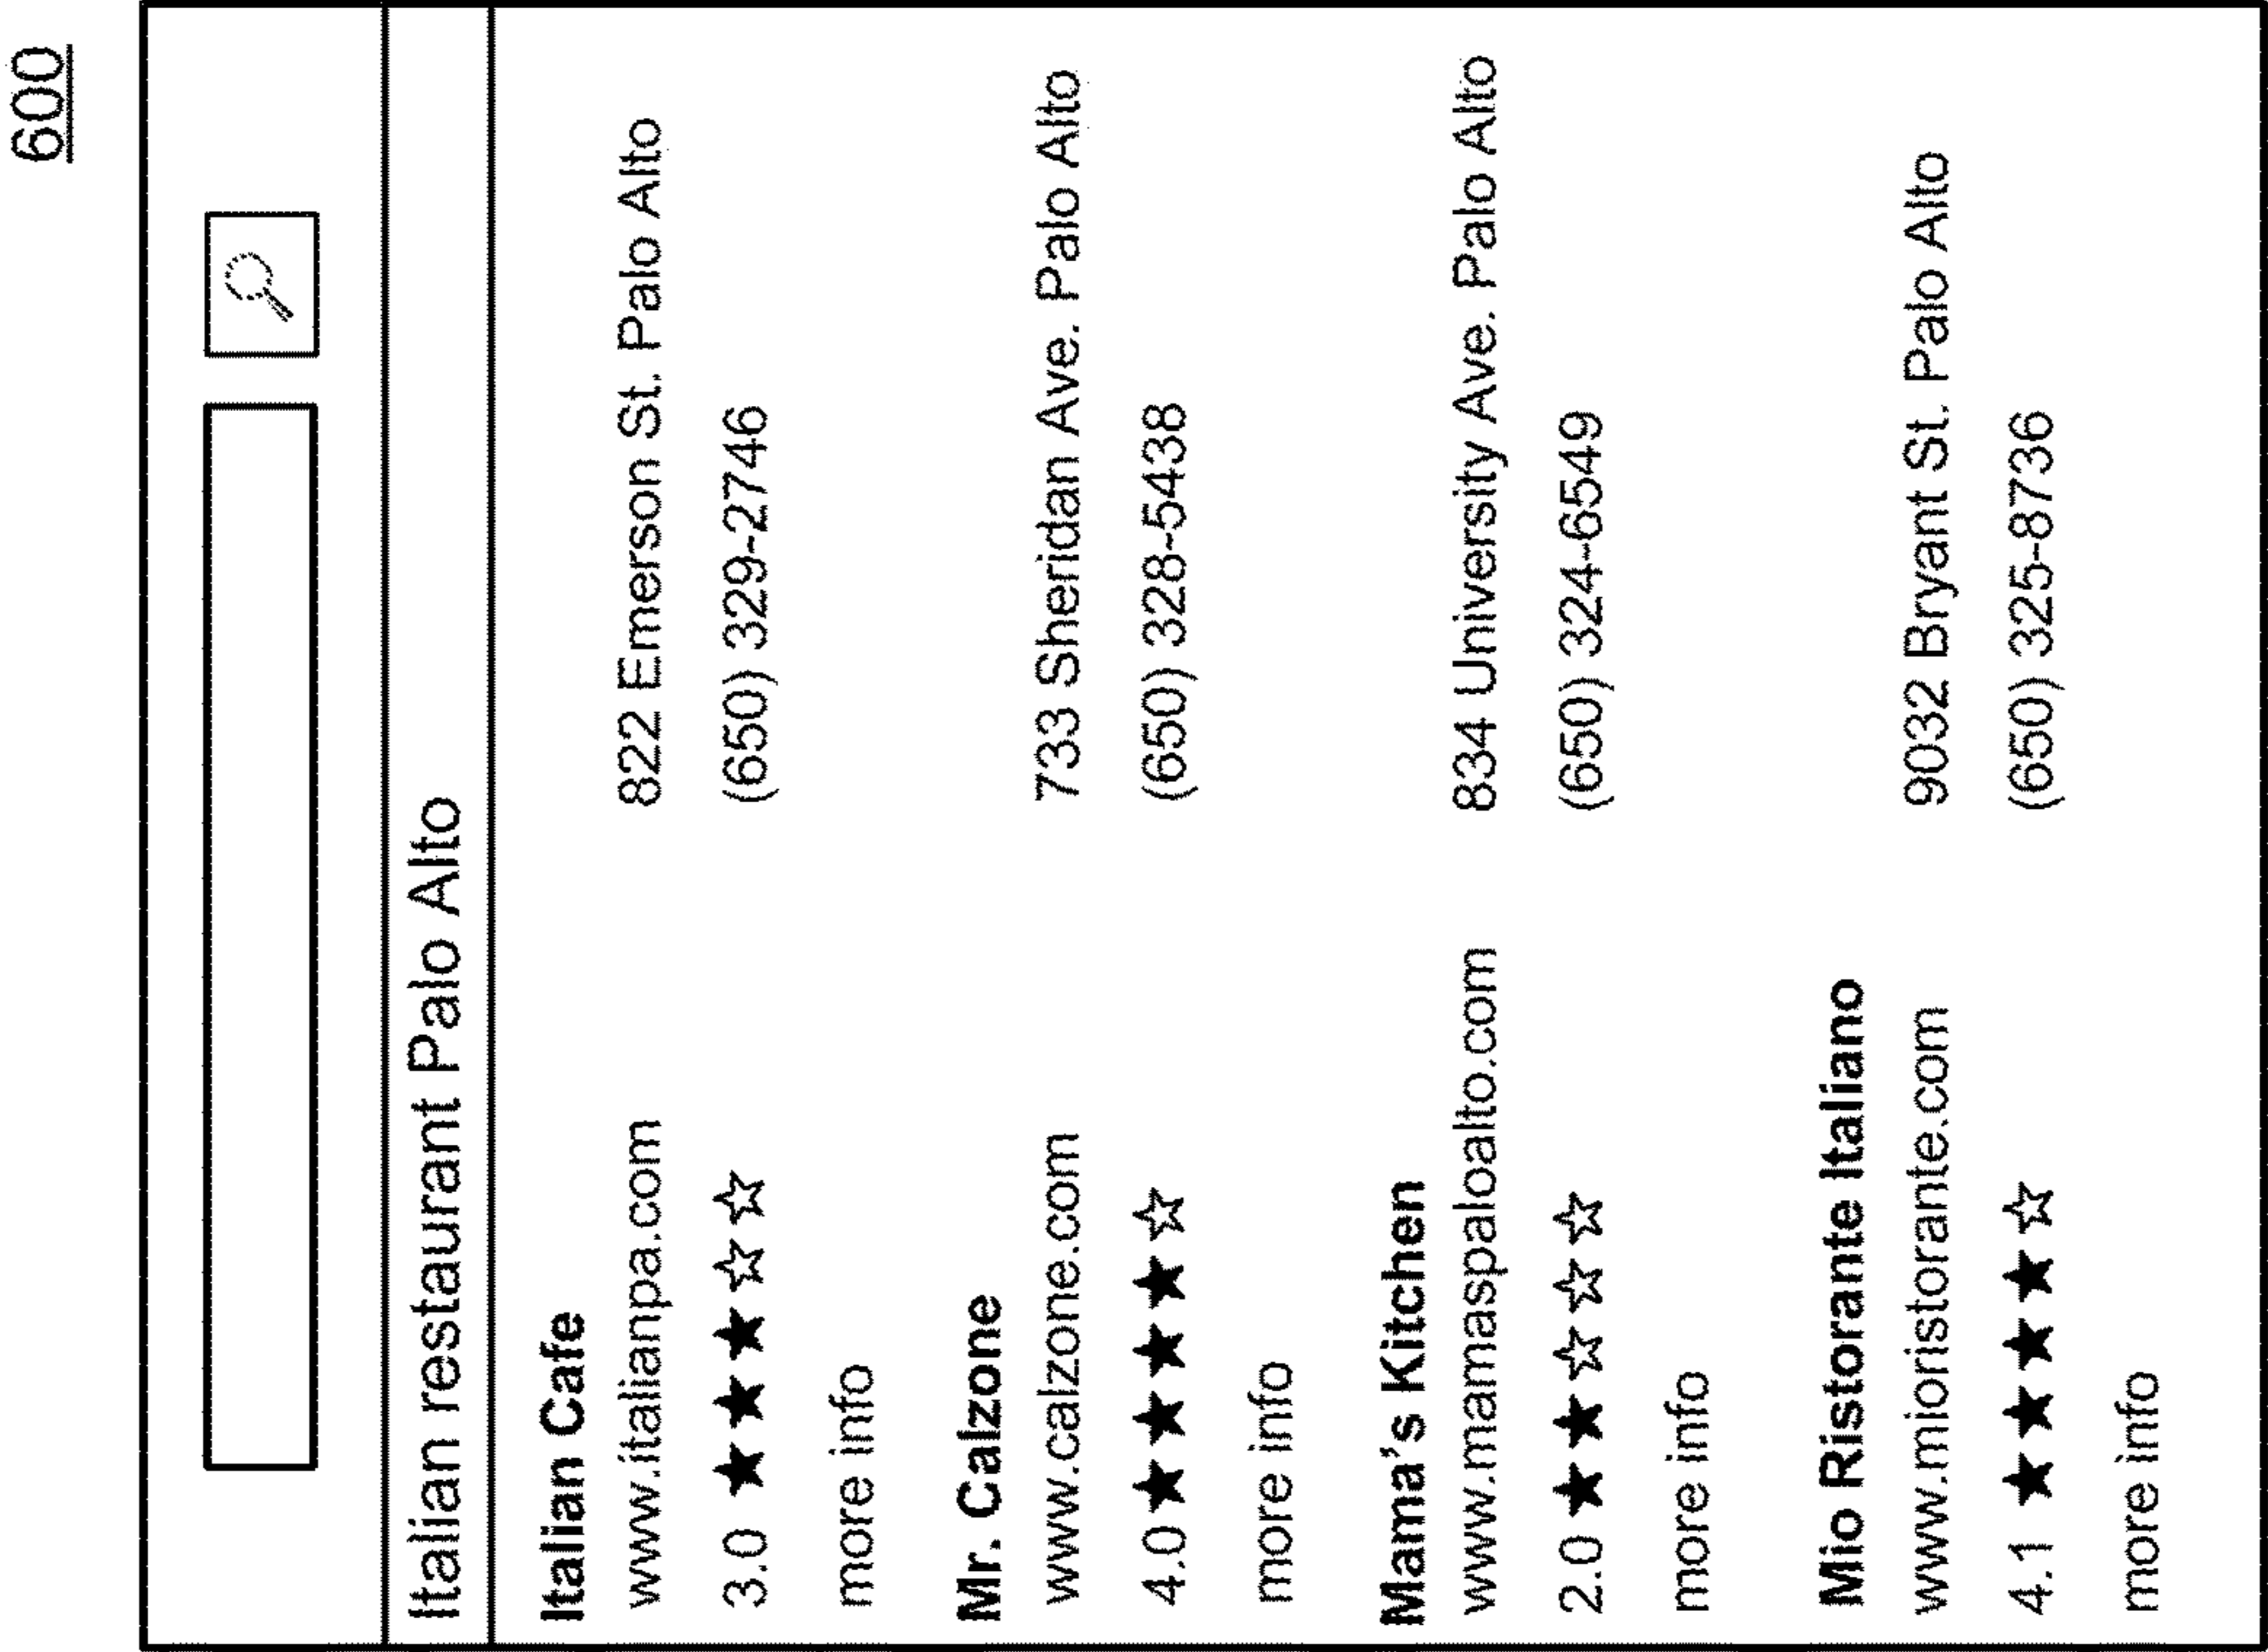 600
Italian restaurant Palo Alto
Italian Cafe
www.italianpa.com 822 Emerson St. Palo Alto
3.0 ★★★☆☆ (650) 329-2746
more info
Mr. Calzone
www.calzone.com 733 Sheridan Ave. Palo Alto
4.0 ★★★★☆ (650) 328-5438
more info
Mama's Kitchen
www.mamaspaloalto.com 834 University Ave. Palo Alto
2.0 ★★☆☆☆ (650) 324-6549
more info
Mio Ristorante Italiano
www.mioristorante.com 9032 Bryant St. Palo Alto
4.1 ★★★★☆ (650) 325-8736
more info